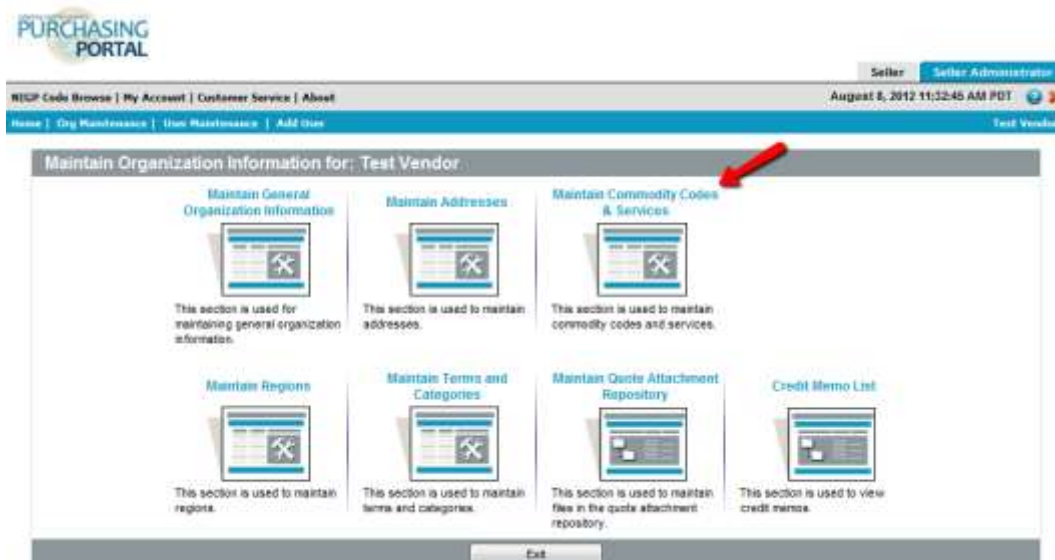 PURCHASING
PORTAL
Seller
Seller Administrator
NIGP Code Browse | My Account | Customer Service | About
August 8, 2012 11:32:45 AM PDT
Home | Org Maintenance | User Maintenance | Add User
Test Vendor
Maintain Organization Information for: Test Vendor
Maintain General
Organization Information
Maintain Addresses
Maintain Commodity Codes
& Services
This section is used for
maintaining general organization
information.
This section is used to maintain
addresses.
This section is used to maintain
commodity codes and services.
Maintain Regions
Maintain Terms and
Categories
Maintain Quote Attachment
Repository
Credit Memo List
This section is used to maintain
regions.
This section is used to maintain
terms and categories.
This section is used to maintain
files in the quote attachment
repository.
This section is used to view
credit memos.
Exit